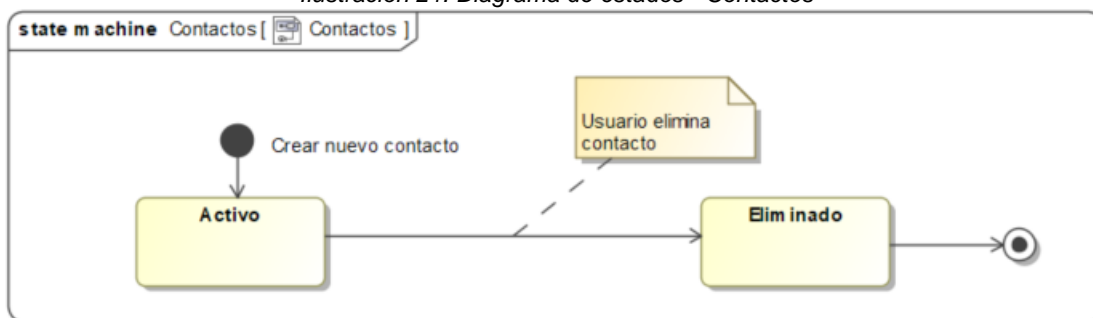 Ilustración 21. Diagrama de estados - Contactos
state machine Contactos [ Contactos ]
Crear nuevo contacto
Usuario elimina
contacto
Activo
Eliminado